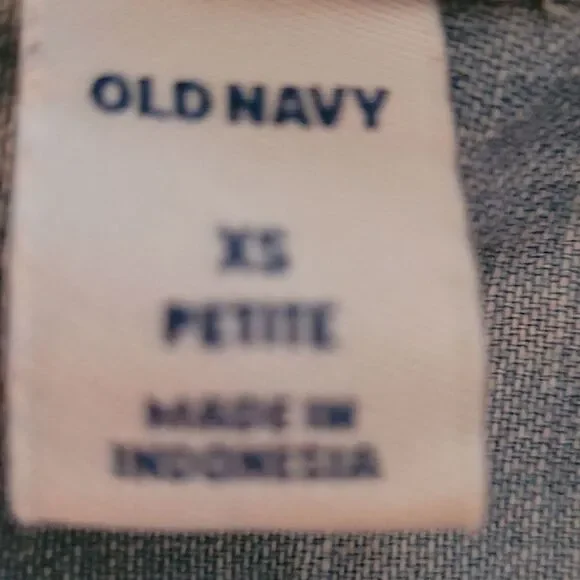 OLD NAVY
XS
PETITE
MADE IN
INDONESIA